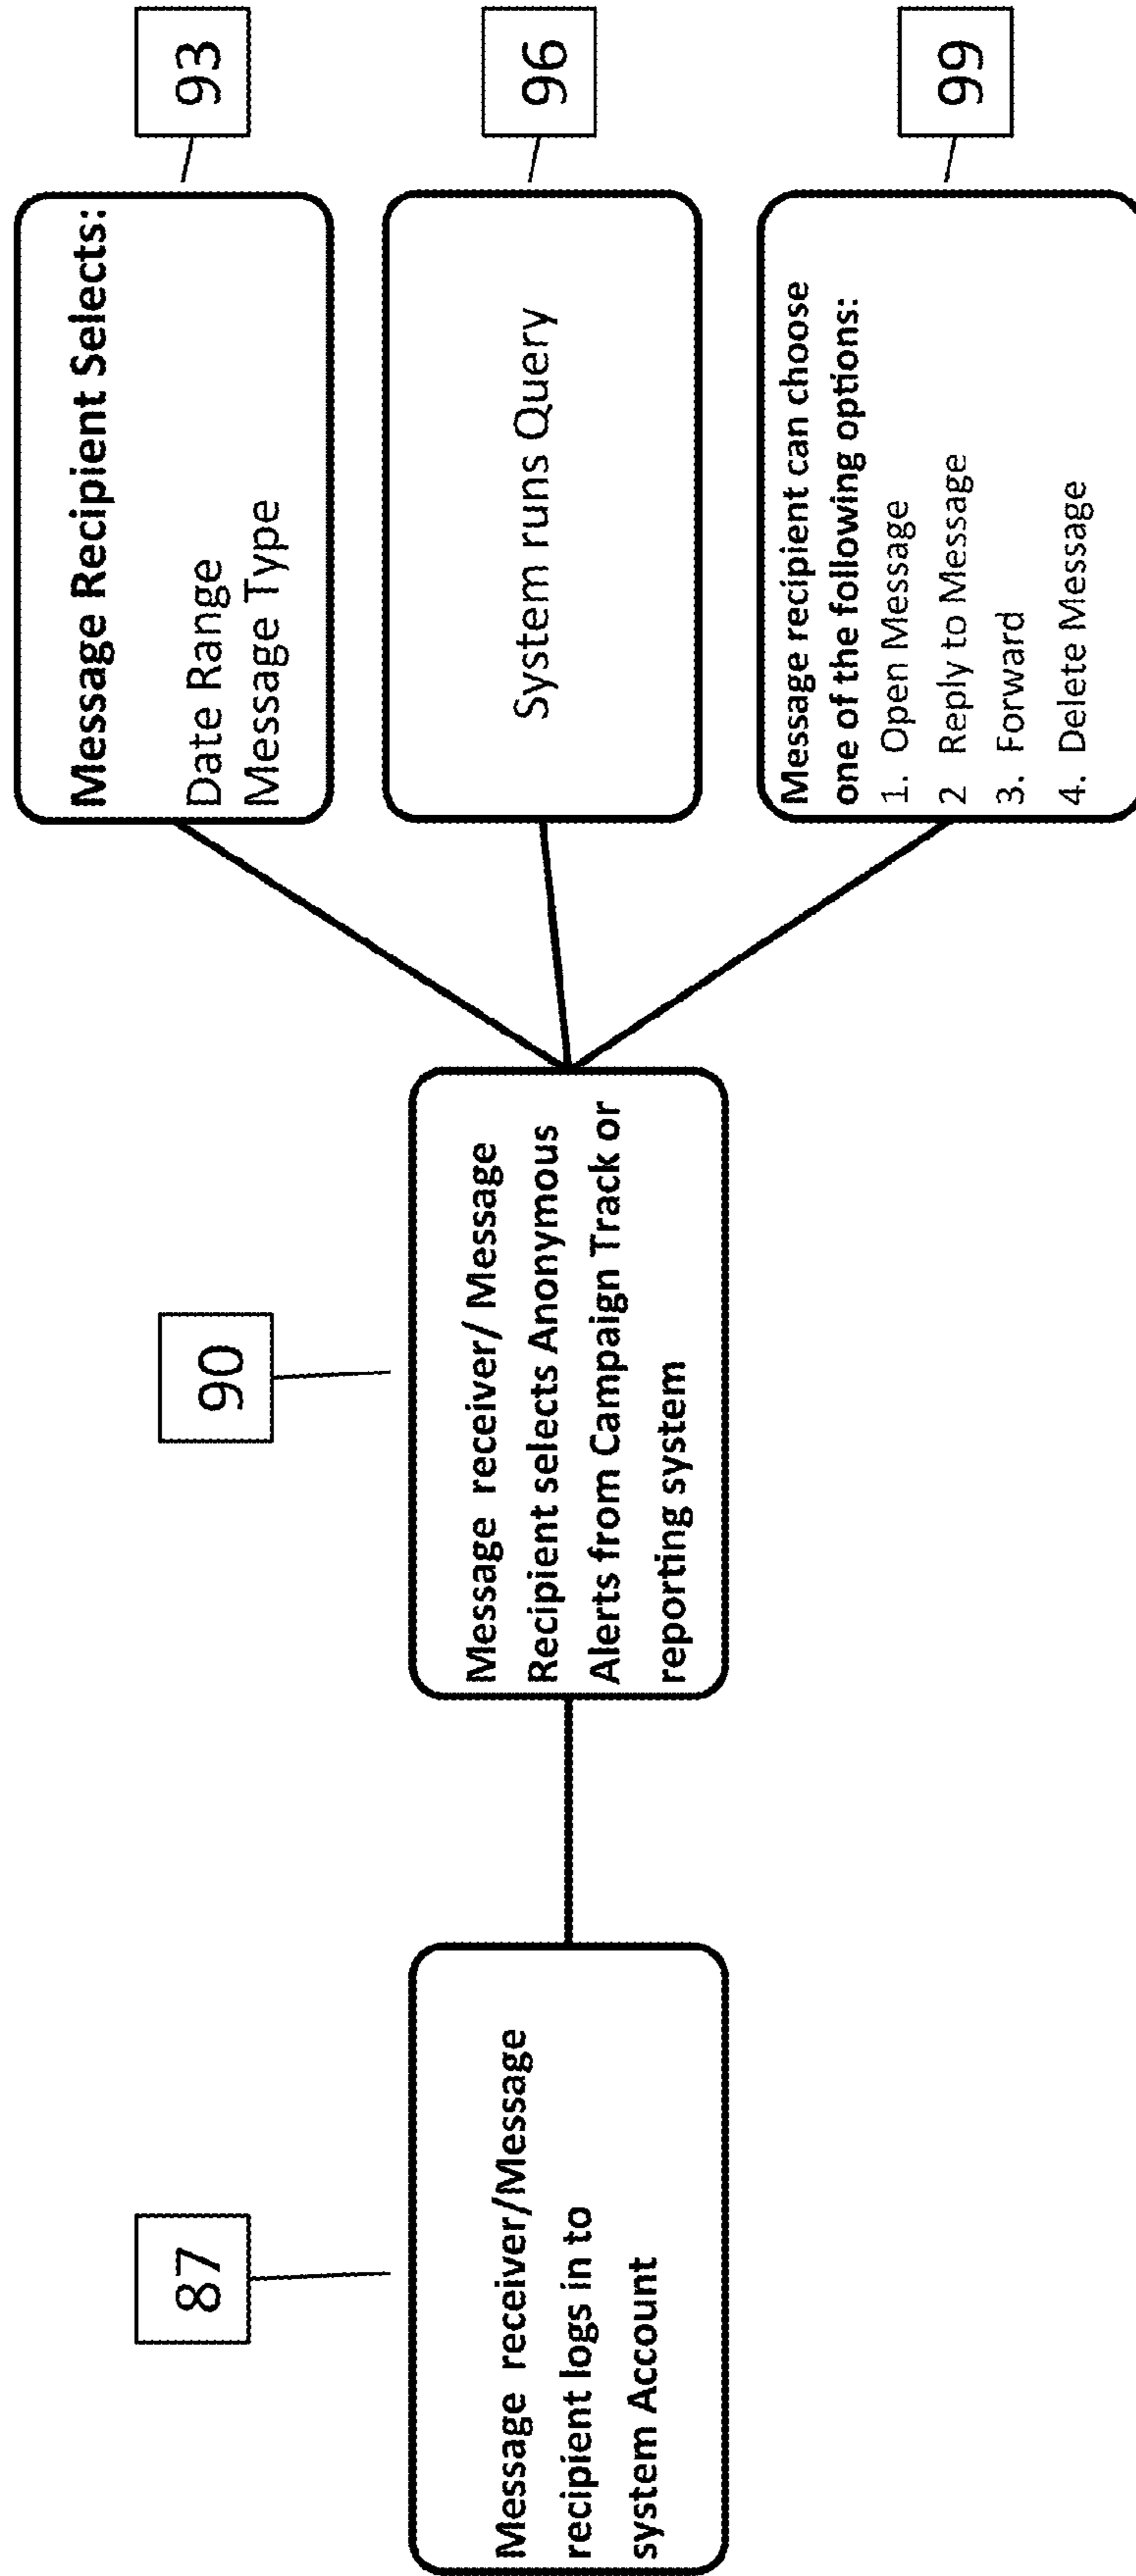 87
Message receiver/Message
recipient logs in to
system Account
90
Message receiver/ Message
Recipient selects Anonymous
Alerts from Campaign Track or
reporting system
93
Message Recipient Selects:
Date Range
Message Type
96
System runs Query
99
Message recipient can choose
one of the following options:
1. Open Message
2 Reply to Message
3. Forward
4. Delete Message